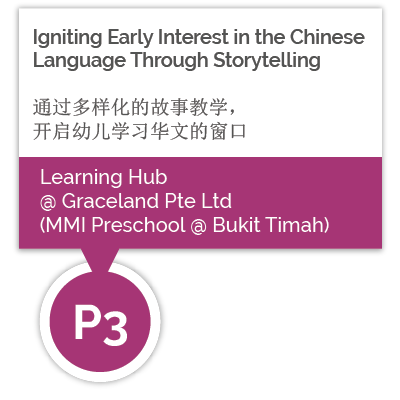 Igniting Early Interest in the Chinese
Language Through Storytelling
通过多样化的故事教学，
开启幼儿学习华文的窗口
Learning Hub
@ Graceland Pte Ltd
(MMI Preschool @ Bukit Timah)
P3